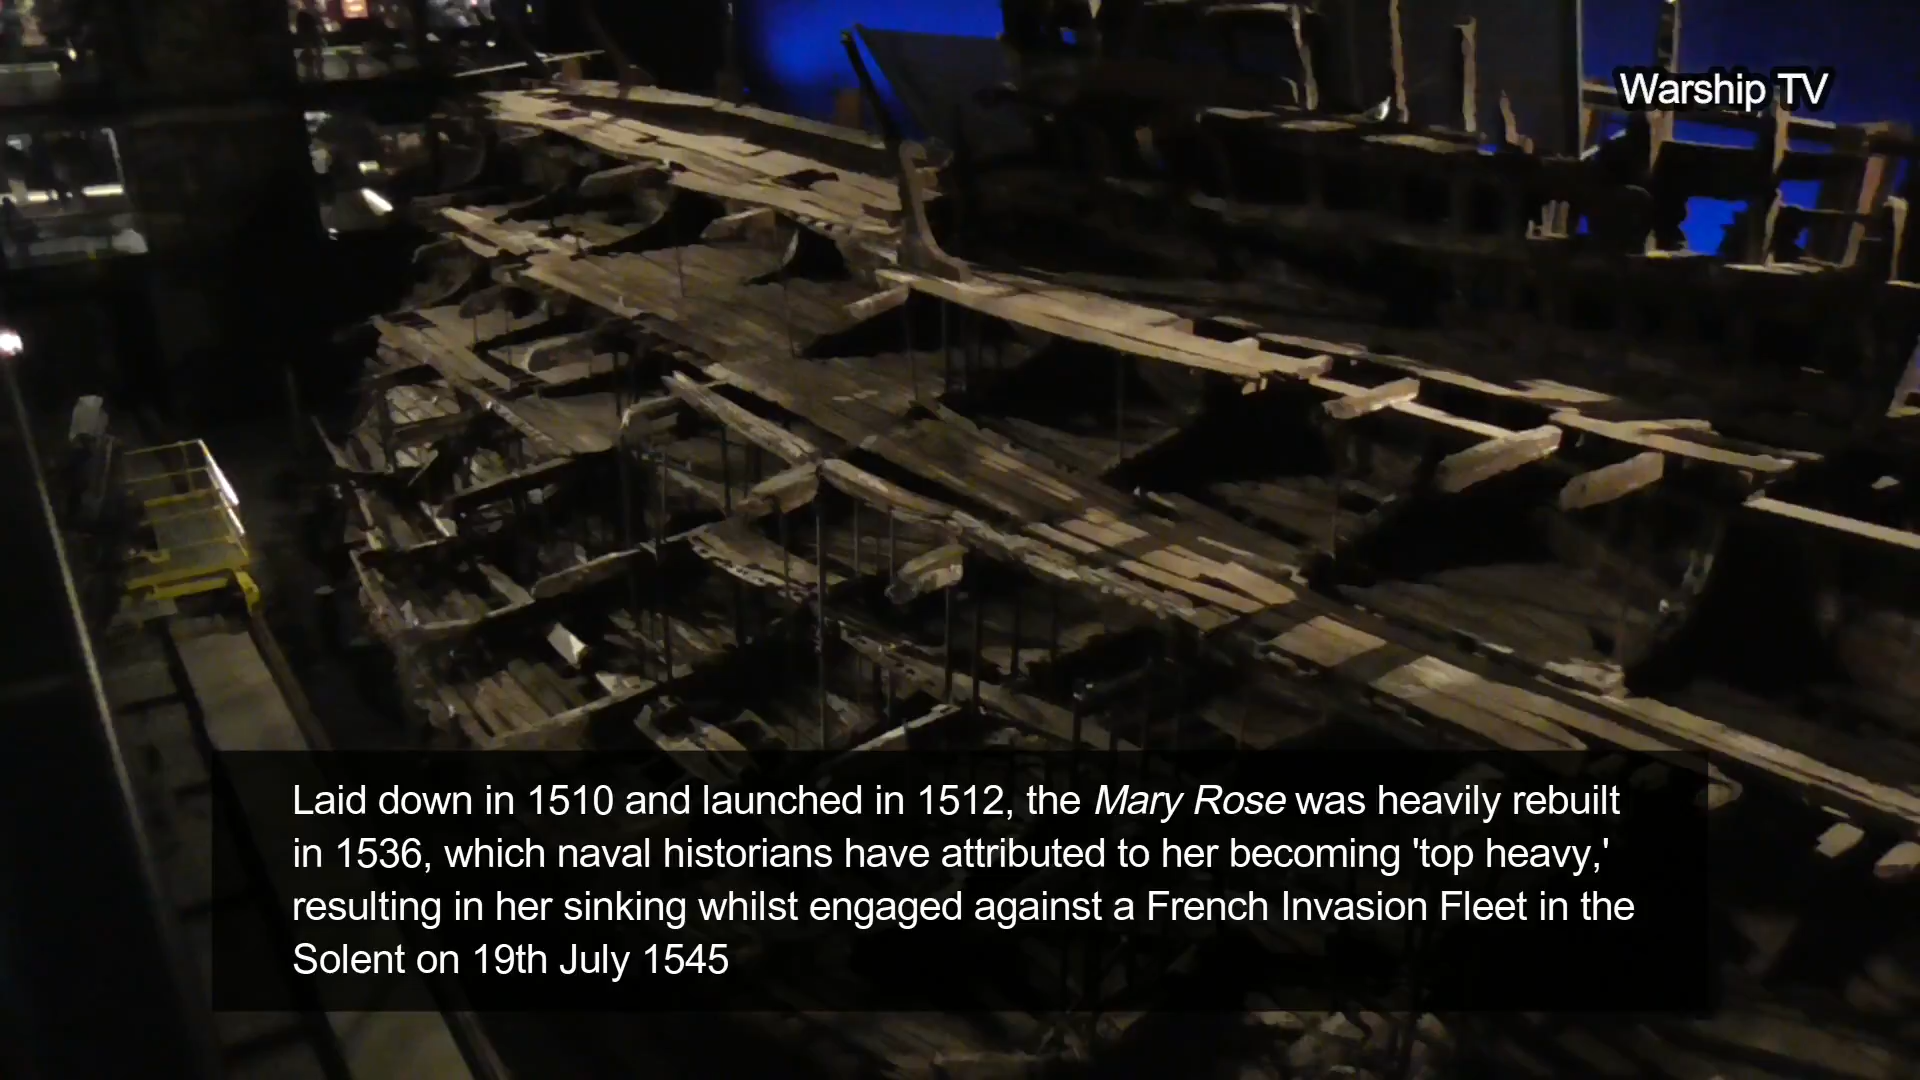 Warship TV
Laid down in 1510 and launched in 1512, the Mary Rose was heavily rebuilt
in 1536, which naval historians have attributed to her becoming 'top heavy,'
resulting in her sinking whilst engaged against a French Invasion Fleet in the
Solent on 19th July 1545